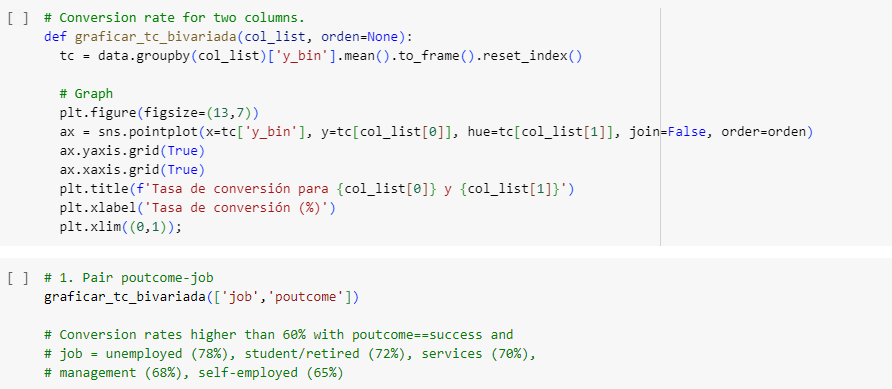 [ ] # Conversion rate for two columns.
def graficar_tc_bivariada(col_list, orden=None):
  tc = data.groupby(col_list)['y_bin'].mean().to_frame().reset_index()

  # Graph
  plt.figure(figsize=(13,7))
  ax = sns.pointplot(x=tc['y_bin'], y=tc[col_list[0]], hue=tc[col_list[1]], join=False, order=orden)
  ax.yaxis.grid(True)
  ax.xaxis.grid(True)
  plt.title(f'Tasa de conversión para {col_list[0]} y {col_list[1]}')
  plt.xlabel('Tasa de conversión (%)')
  plt.xlim((0,1));

[ ] # 1. Pair poutcome-job
graficar_tc_bivariada(['job','poutcome'])

# Conversion rates higher than 60% with poutcome==success and
# job = unemployed (78%), student/retired (72%), services (70%),
# management (68%), self-employed (65%)